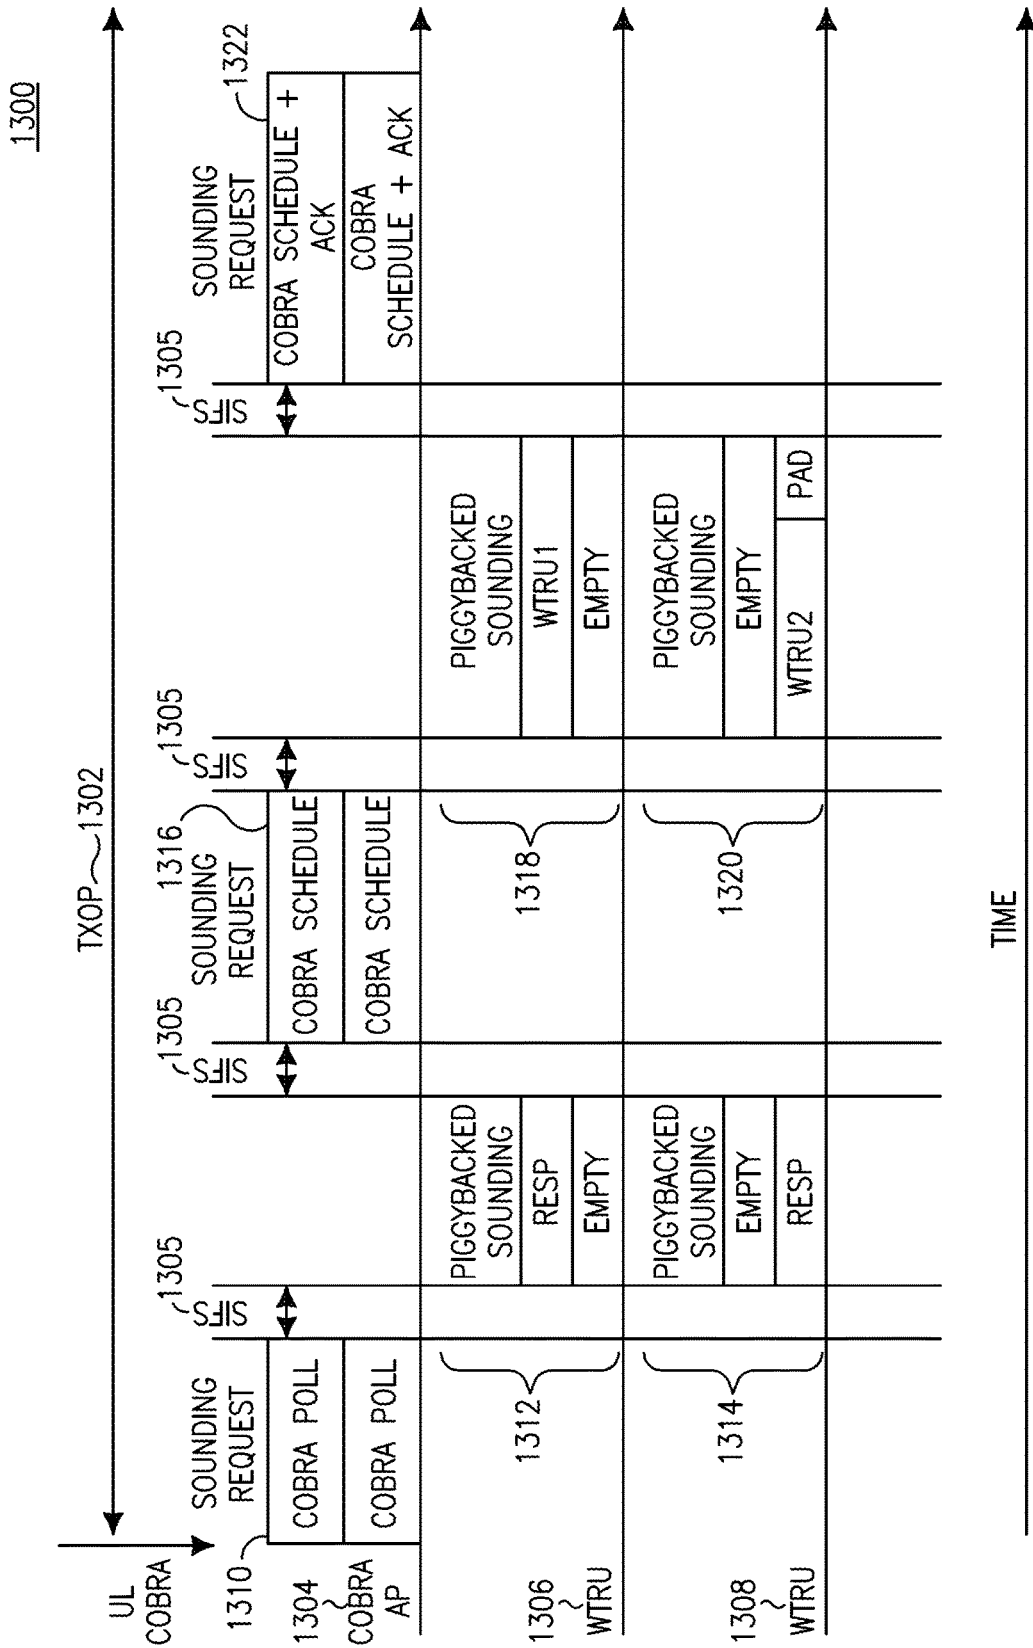 1300
TXOP 1302
UL
COBRA
1310
SOUNDING
REQUEST
COBRA POLL
COBRA POLL
SIFS
1305
SIFS
1305
1316
SOUNDING
REQUEST
COBRA SCHEDULE
COBRA SCHEDULE
SIFS
1305
SIFS
1305
SOUNDING
REQUEST
1322
COBRA SCHEDULE +
ACK
COBRA
SCHEDULE + ACK
1304
COBRA
AP
1312
PIGGYBACKED
SOUNDING
RESP
EMPTY
1318
PIGGYBACKED
SOUNDING
WTRU1
EMPTY
1306
WTRU
1314
PIGGYBACKED
SOUNDING
EMPTY
RESP
1320
PIGGYBACKED
SOUNDING
EMPTY
WTRU2
PAD
1308
WTRU
TIME